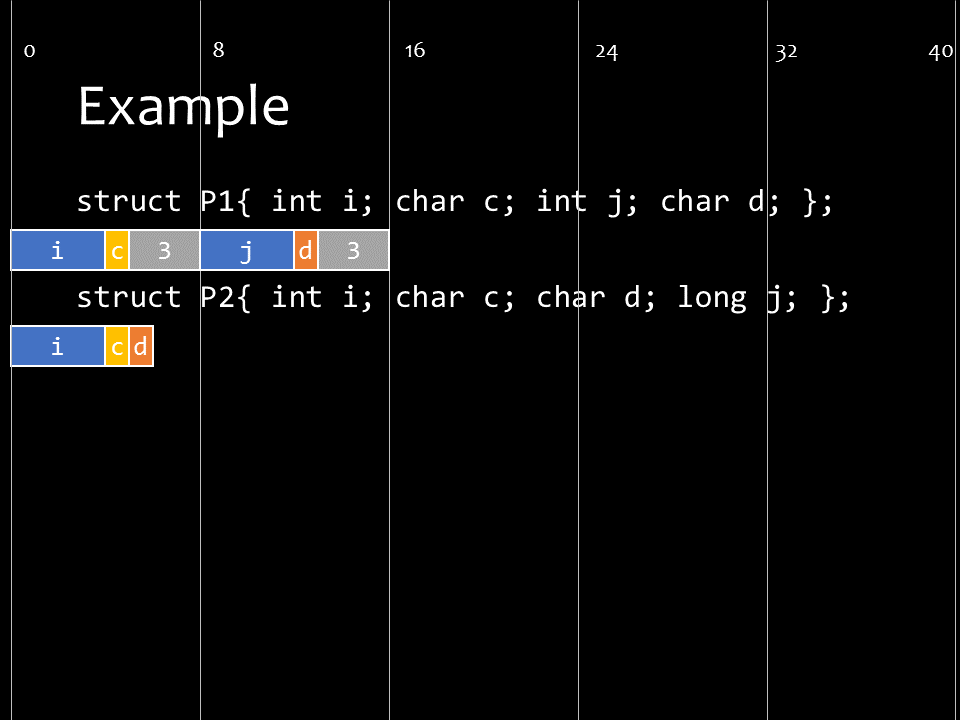 0 8 16 24 32 40
Example
struct P1{ int i; char c; int j; char d; };
i c 3 j d 3
struct P2{ int i; char c; char d; long j; };
i c d